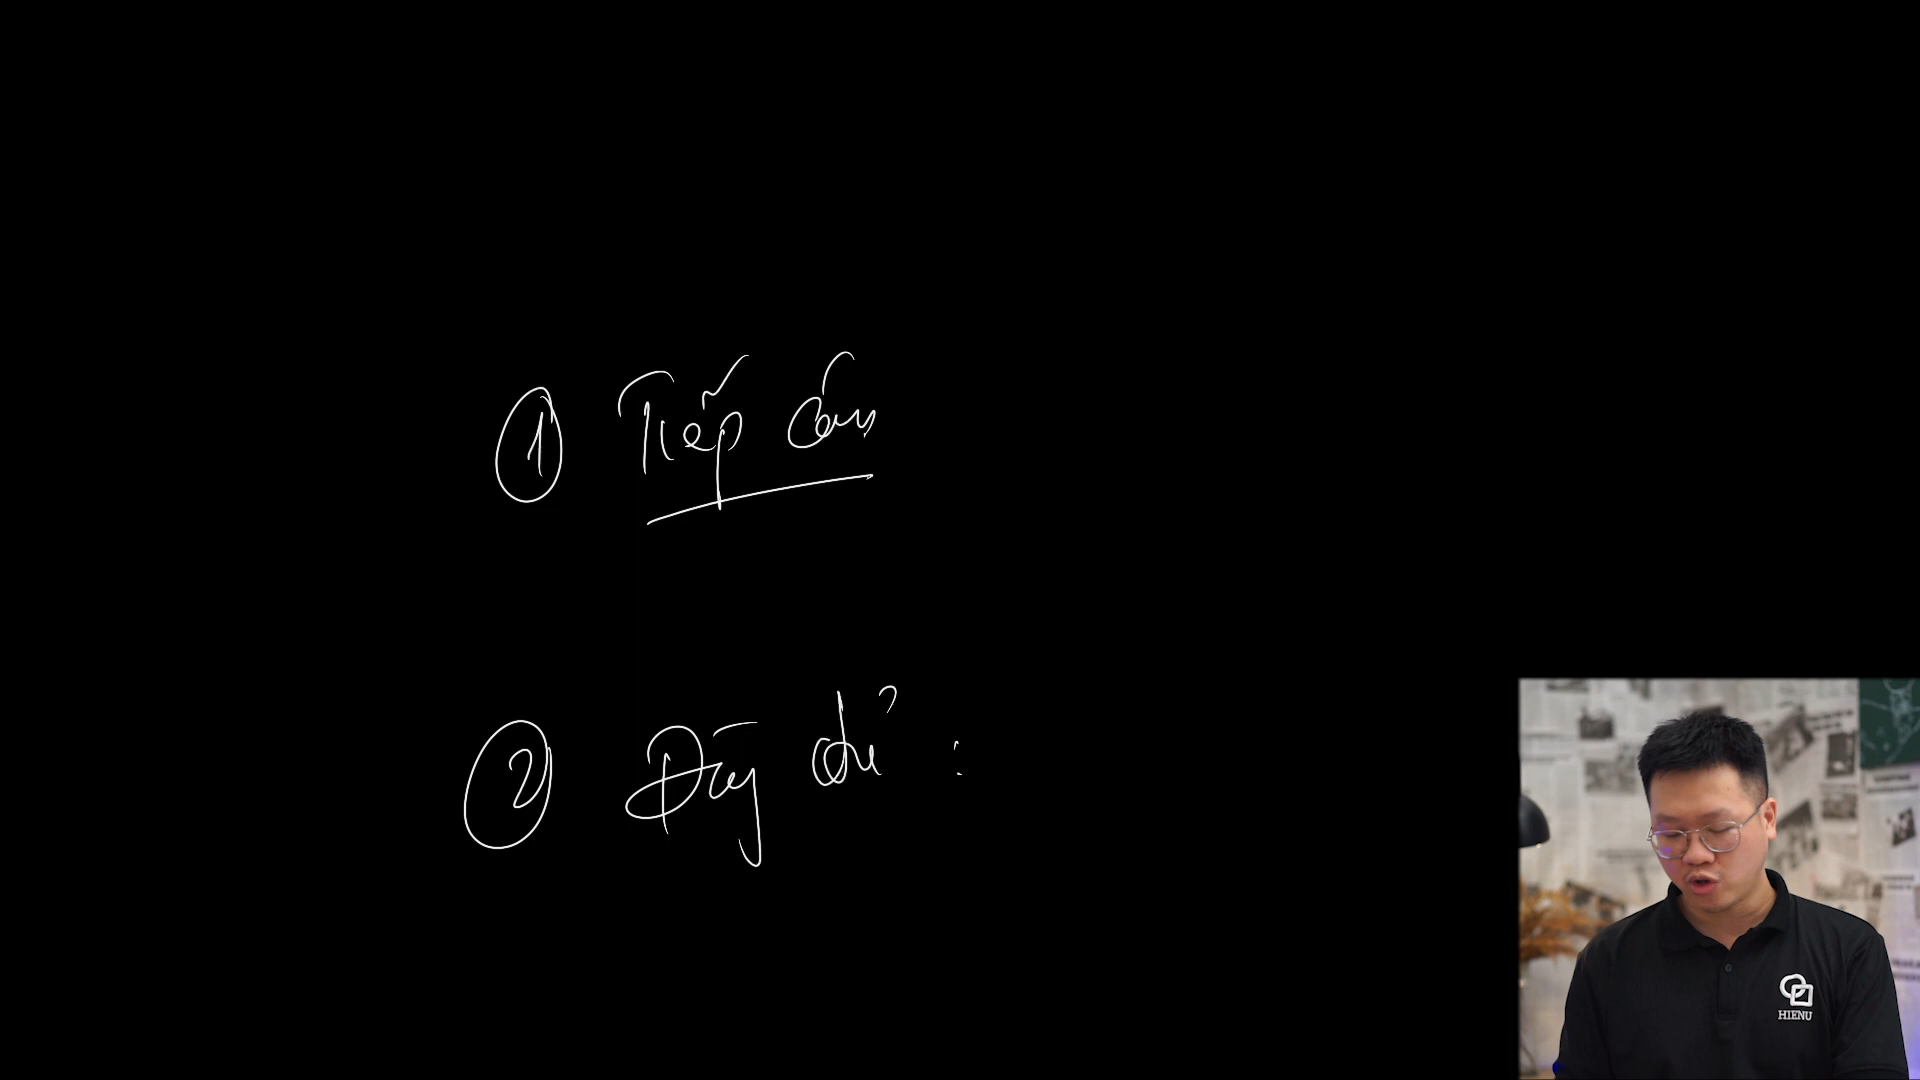 ① Tiếp cận
② Đầy đủ :
HIENU